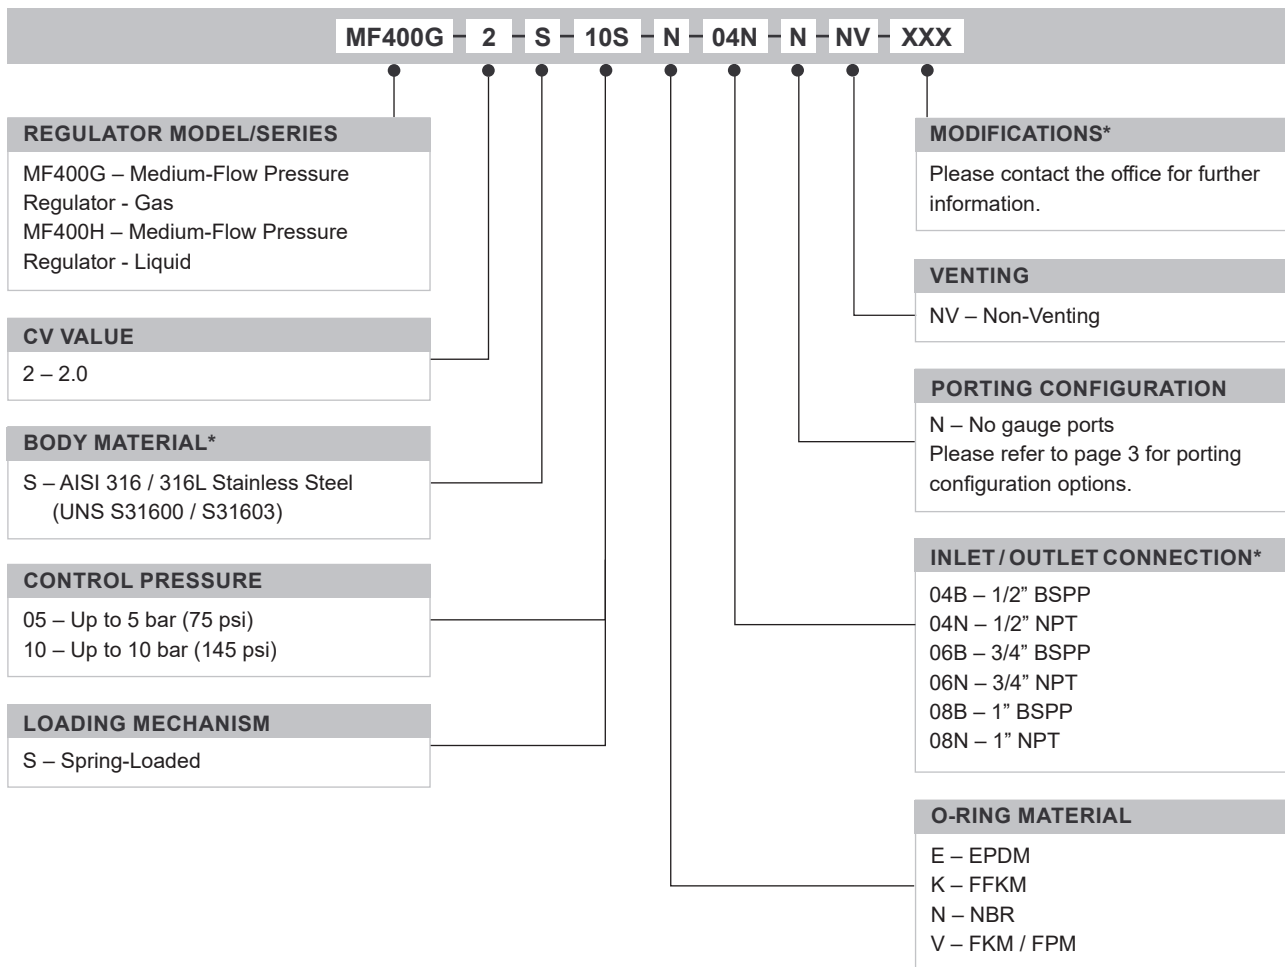 MF400G – 2 – S – 10S – N – 04N – N – NV – XXX
REGULATOR MODEL/SERIES
MF400G – Medium-Flow Pressure
Regulator - Gas
MF400H – Medium-Flow Pressure
Regulator - Liquid
CV VALUE
2 – 2.0
BODY MATERIAL*
S – AISI 316 / 316L Stainless Steel
(UNS S31600 / S31603)
CONTROL PRESSURE
05 – Up to 5 bar (75 psi)
10 – Up to 10 bar (145 psi)
LOADING MECHANISM
S – Spring-Loaded
MODIFICATIONS*
Please contact the office for further
information.
VENTING
NV – Non-Venting
PORTING CONFIGURATION
N – No gauge ports
Please refer to page 3 for porting
configuration options.
INLET / OUTLET CONNECTION*
04B – 1/2” BSPP
04N – 1/2” NPT
06B – 3/4” BSPP
06N – 3/4” NPT
08B – 1” BSPP
08N – 1” NPT
O-RING MATERIAL
E – EPDM
K – FFKM
N – NBR
V – FKM / FPM